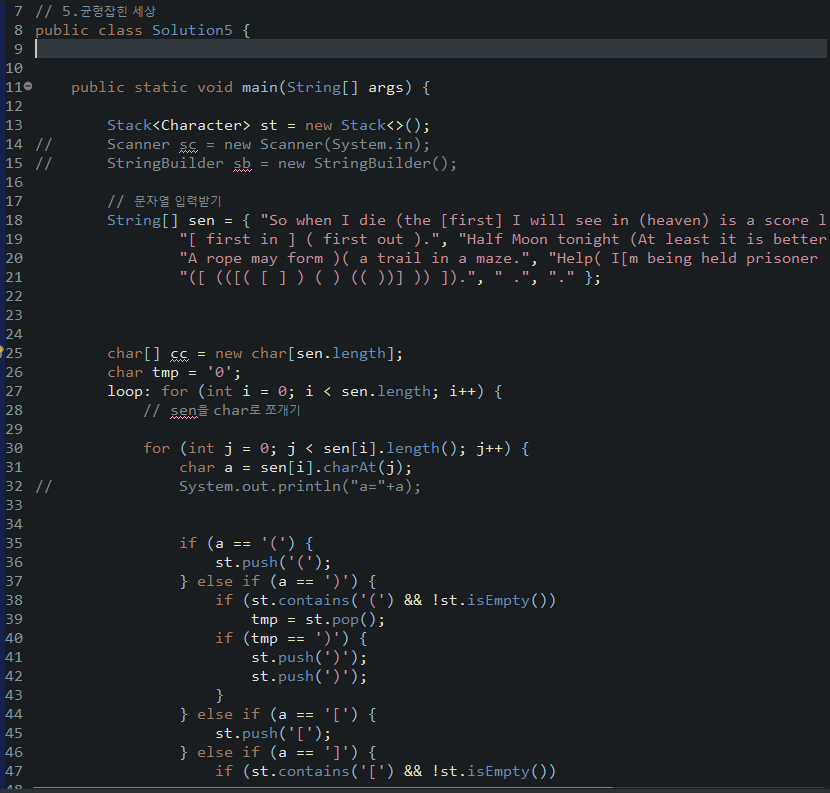 7 // 5.균형잡힌 세상
8 public class Solution5 {
9
10
11 public static void main(String[] args) {
12
13 Stack<Character> st = new Stack<>();
14 // Scanner sc = new Scanner(System.in);
15 // StringBuilder sb = new StringBuilder();
16
17 // 문자열 입력받기
18 String[] sen = { "So when I die (the [first] I will see in (heaven) is a score l
19 "[ first in ] ( first out ).", "Half Moon tonight (At least it is better
20 "A rope may form )( a trail in a maze.", "Help( I[m being held prisoner
21 "([ (([( [ ] ) ( ) (( ))] )) ]).", " .", "." };
22
23
24
25 char[] cc = new char[sen.length];
26 char tmp = '0';
27 loop: for (int i = 0; i < sen.length; i++) {
28 // sen을 char로 쪼개기
29
30 for (int j = 0; j < sen[i].length(); j++) {
31 char a = sen[i].charAt(j);
32 // System.out.println("a="+a);
33
34
35 if (a == '(') {
36 st.push('(');
37 } else if (a == ')') {
38 if (st.contains('(') && !st.isEmpty())
39 tmp = st.pop();
40 if (tmp == ')') {
41 st.push(')');
42 st.push(')');
43 }
44 } else if (a == '[') {
45 st.push('[');
46 } else if (a == ']') {
47 if (st.contains('[') && !st.isEmpty())